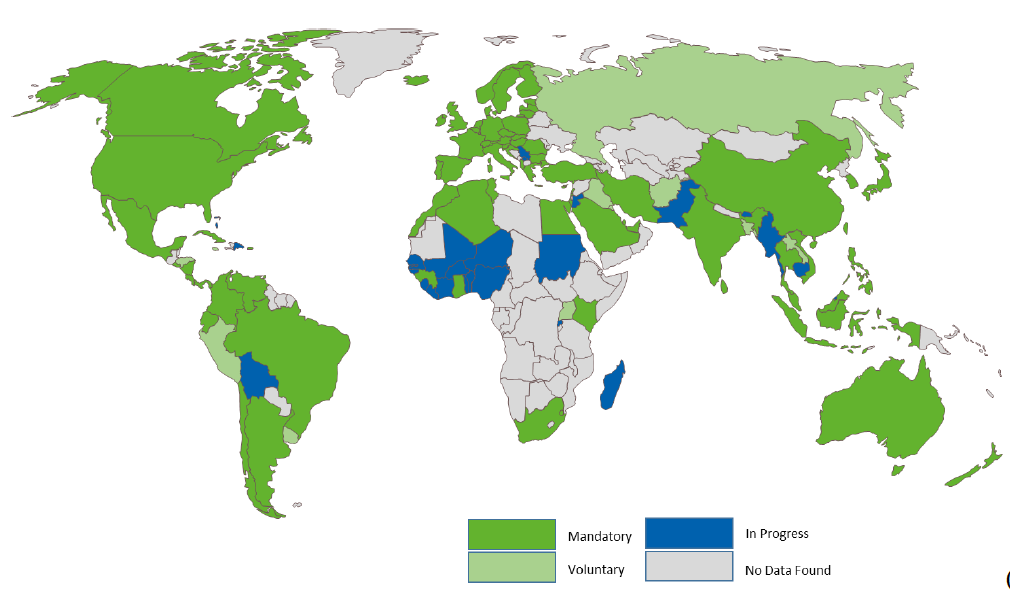 Mandatory
In Progress
Voluntary
No Data Found